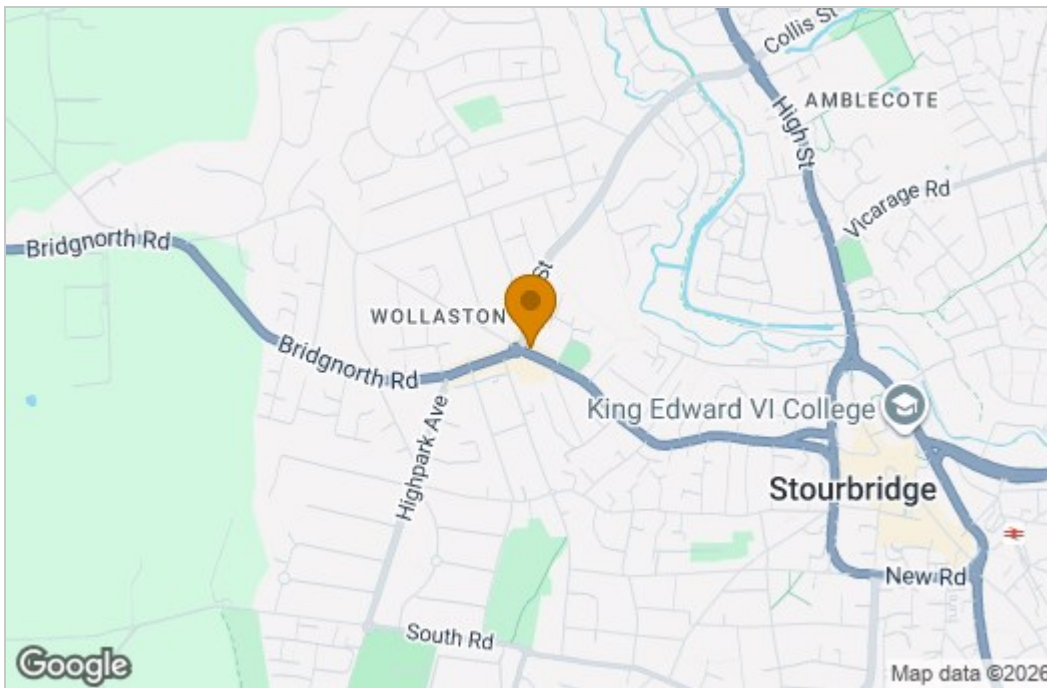 Collis St
AMBLECOTE
High St
Vicarage Rd
Bridgnorth Rd
St
WOLLASTON
Bridgnorth Rd
King Edward VI College
Highpark Ave
Stourbridge
New Rd
South Rd
Google
Map data ©2026